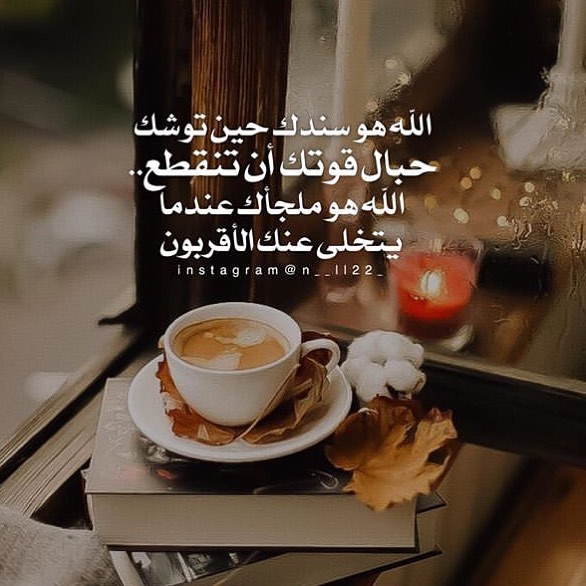 الله هو سندك حين توشك
حبال قوتك أن تنقطع..
الله هو ملجأك عندما
يتخلى عنك الأقربون
instagram@n__ll22_